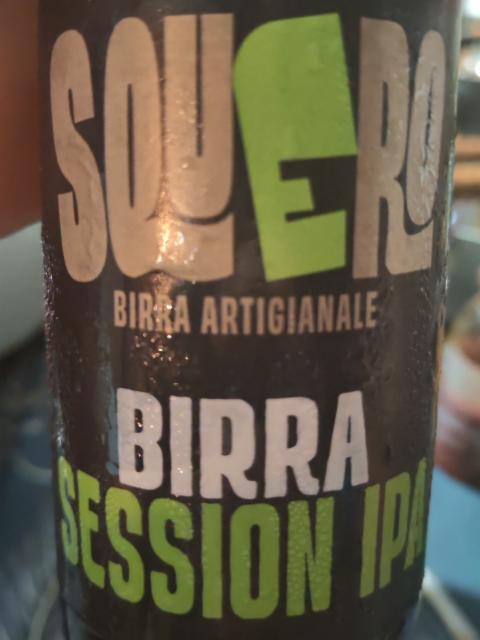 SQUERO
BIRRA ARTIGIANALE
BIRRA
SESSION IPA